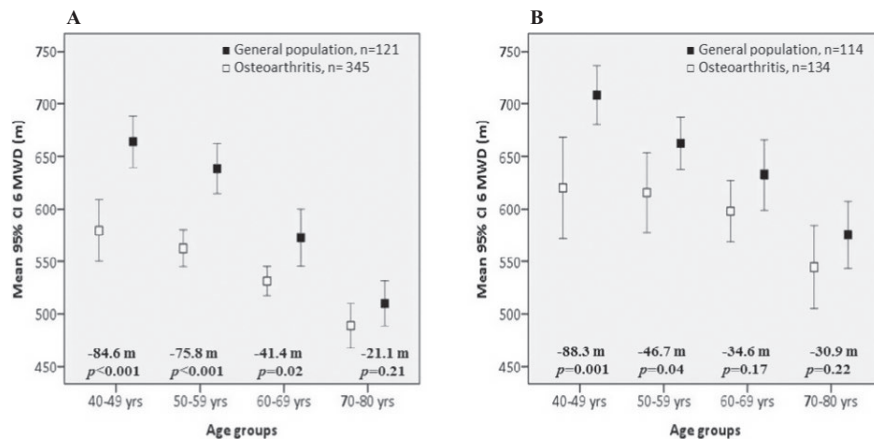 A
Mean 95% CI 6 MWD (m)
750
700
650
600
550
500
450
■ General population, n=121
□ Osteoarthritis, n= 345
-84.6 m -75.8 m -41.4 m -21.1 m
p<0.001 p<0.001 p=0.02 p=0.21
40-49 yrs 50-59 yrs 60-69 yrs 70-80 yrs
Age groups
B
Mean 95% CI 6 MWD (m)
750
700
650
600
550
500
450
■ General population, n=114
□ Osteoarthritis, n=134
-88.3 m -46.7 m -34.6 m -30.9 m
p=0.001 p=0.04 p=0.17 p=0.22
40-49 yrs 50-59 yrs 60-69 yrs 70-80 yrs
Age groups